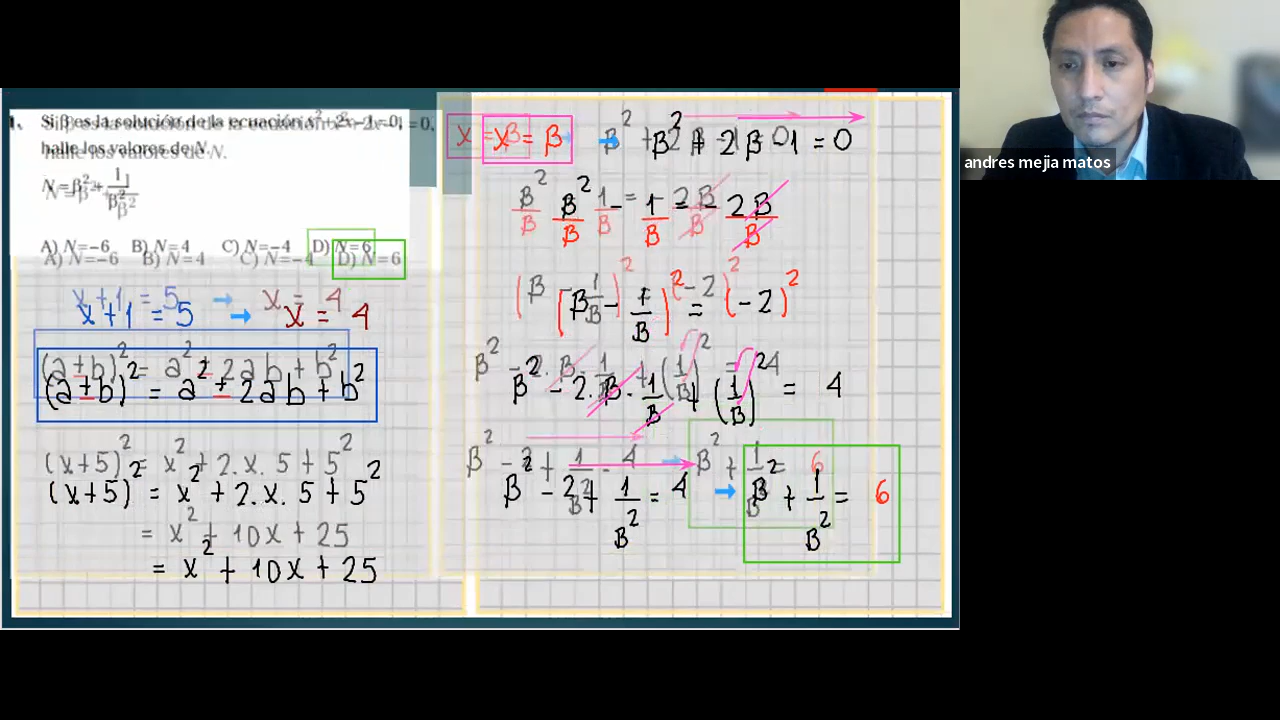 1. Si β es la solución de la ecuación x²+2x−1=0,
halle los valores de N.
N = β² + 1/β²
A) N=−6 B) N=4 C) N=−4 D) N=6
x+1 = 5 → x = 4
(a±b)² = a² ± 2ab + b²
(x+5)² = x² + 2.x.5 + 5²
= x² + 10x + 25
x = β → β² + 2β − 1 = 0
β²/β − 1/β = − 2β/β
(β − 1/β)² = (−2)²
β² − 2.β.1/β + (1/β)² = 4
β² − 2 + 1/β² = 4 → β² + 1/β² = 6
andres mejia matos